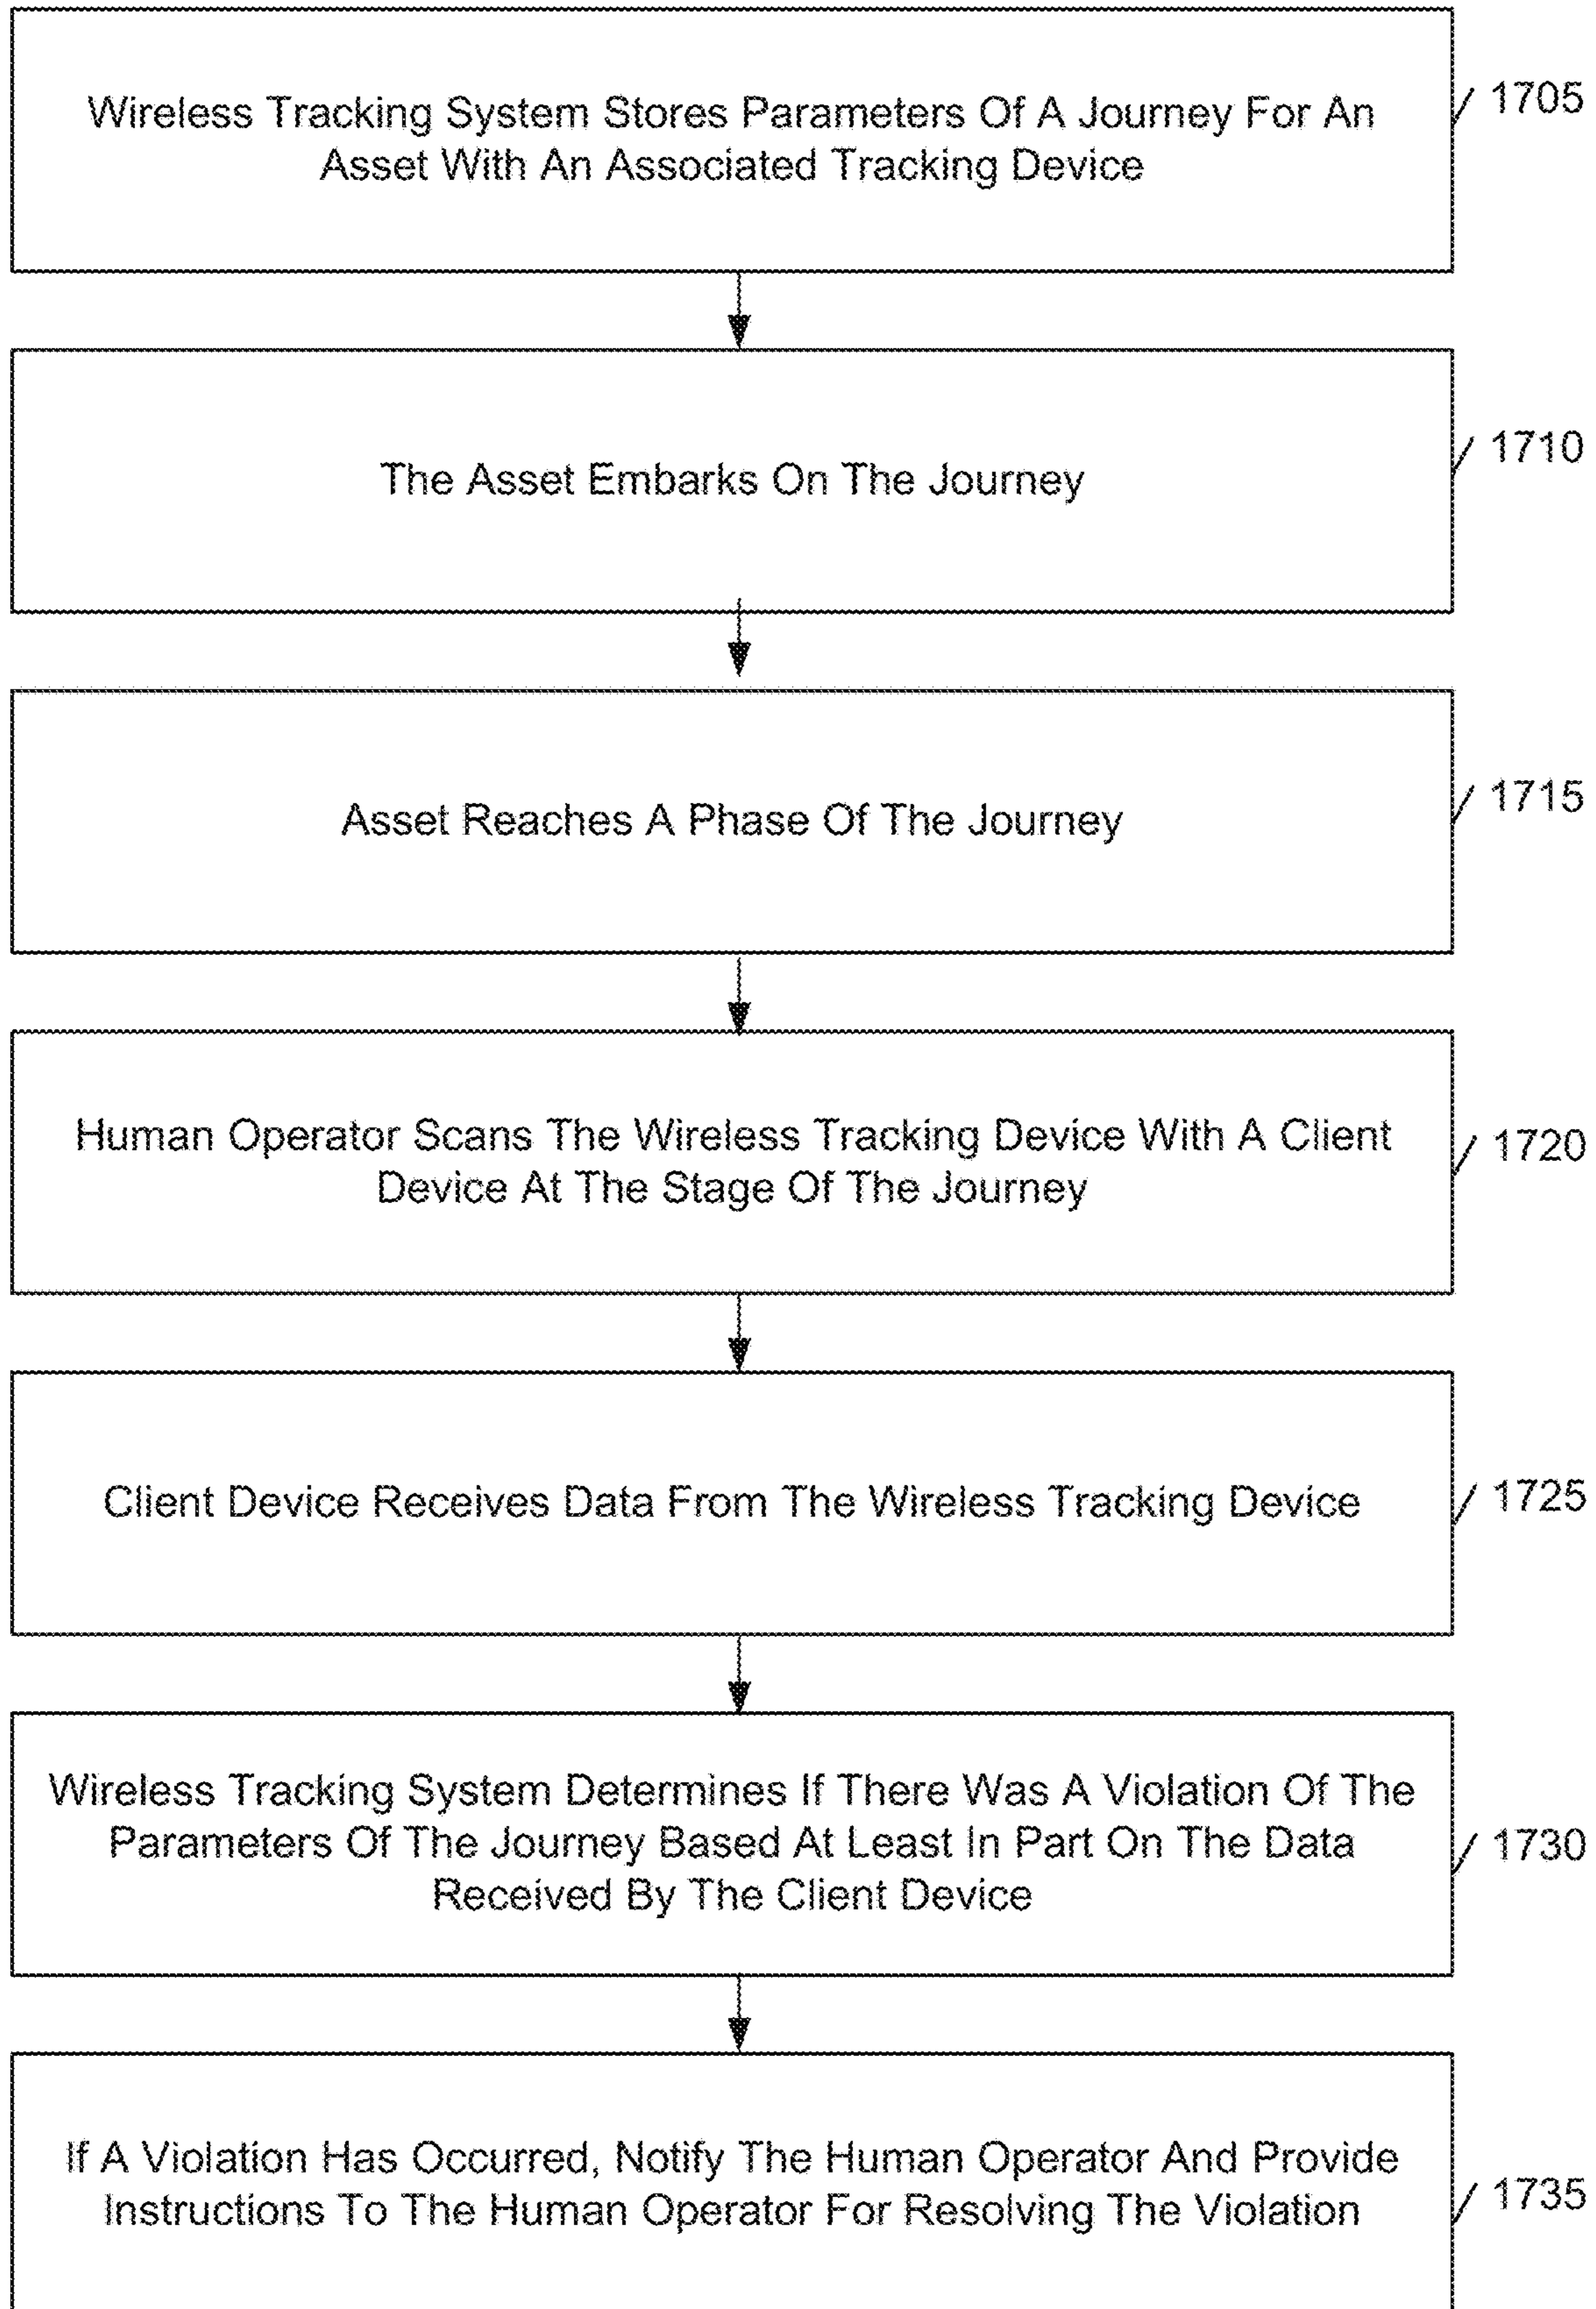 Wireless Tracking System Stores Parameters Of A Journey For An
Asset With An Associated Tracking Device
1705
The Asset Embarks On The Journey
1710
Asset Reaches A Phase Of The Journey
1715
Human Operator Scans The Wireless Tracking Device With A Client
Device At The Stage Of The Journey
1720
Client Device Receives Data From The Wireless Tracking Device
1725
Wireless Tracking System Determines If There Was A Violation Of The
Parameters Of The Journey Based At Least In Part On The Data
Received By The Client Device
1730
If A Violation Has Occurred, Notify The Human Operator And Provide
Instructions To The Human Operator For Resolving The Violation
1735